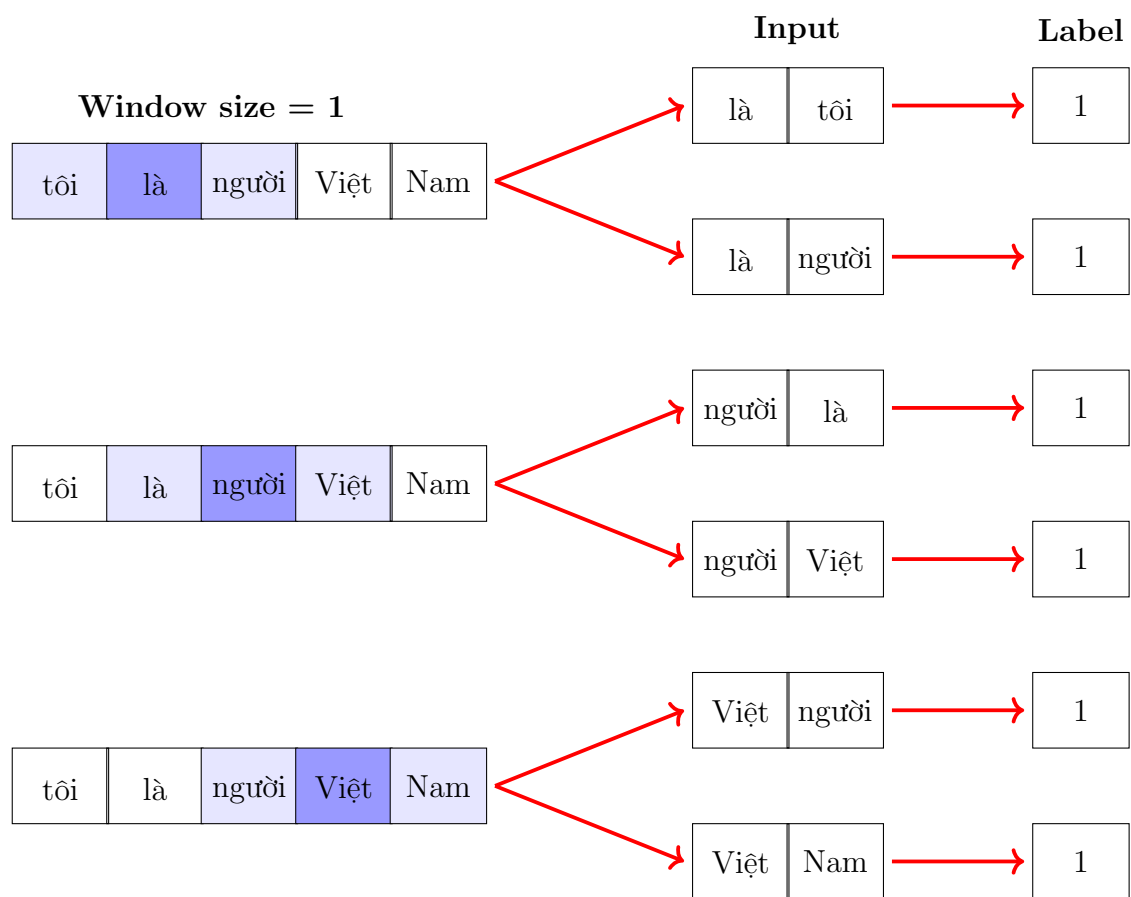 Input Label
Window size = 1
là tôi 1
tôi là người Việt Nam
là người 1
người là 1
tôi là người Việt Nam
người Việt 1
Việt người 1
tôi là người Việt Nam
Việt Nam 1